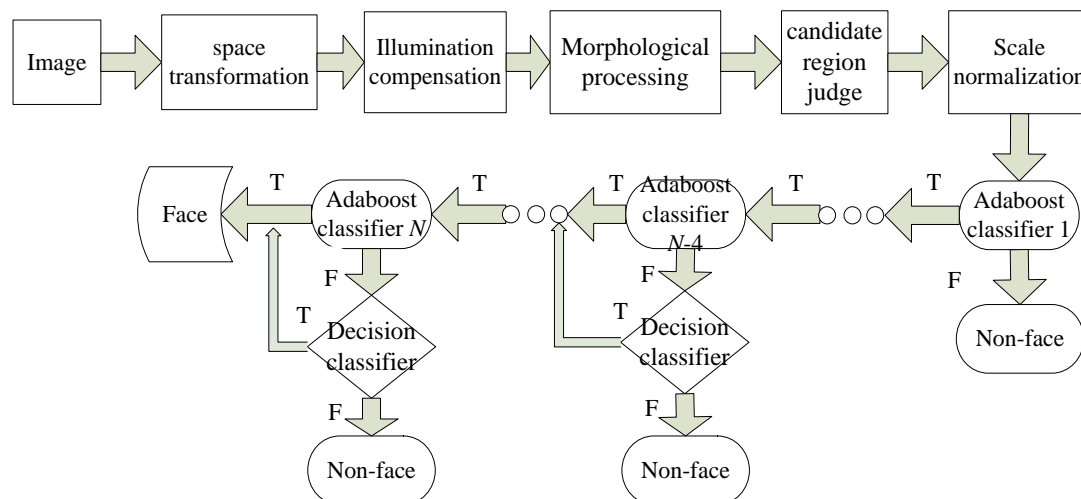 Image
space
transformation
Illumination
compensation
Morphological
processing
candidate
region
judge
Scale
normalization
Face
T
Adaboost
classifier N
T
T
Adaboost
classifier
N-4
T
T
Adaboost
classifier 1
F
F
F
T
Decision
classifier
T
Decision
classifier
Non-face
F
F
Non-face
Non-face